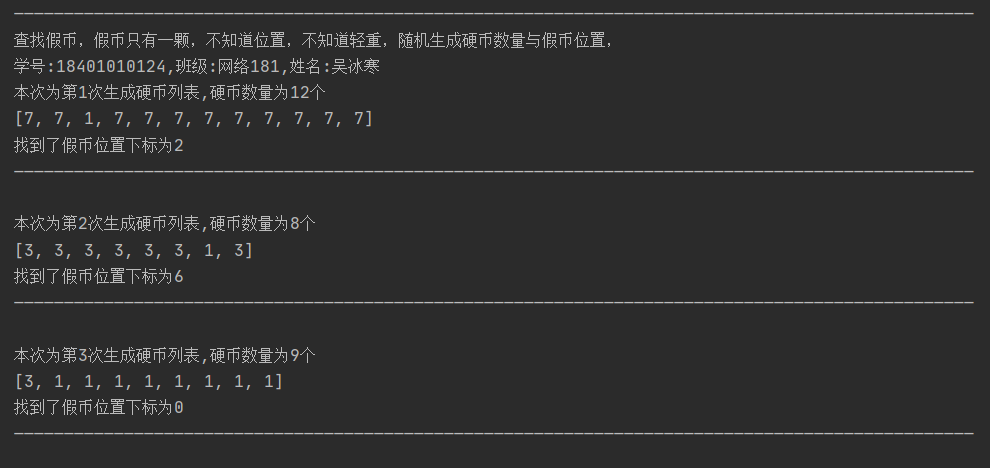 查找假币，假币只有一颗，不知道位置，不知道轻重，随机生成硬币数量与假币位置，
学号:18401010124,班级:网络181,姓名:吴冰寒
本次为第1次生成硬币列表,硬币数量为12个
[7, 7, 1, 7, 7, 7, 7, 7, 7, 7, 7, 7]
找到了假币位置下标为2
本次为第2次生成硬币列表,硬币数量为8个
[3, 3, 3, 3, 3, 3, 1, 3]
找到了假币位置下标为6
本次为第3次生成硬币列表,硬币数量为9个
[3, 1, 1, 1, 1, 1, 1, 1, 1]
找到了假币位置下标为0